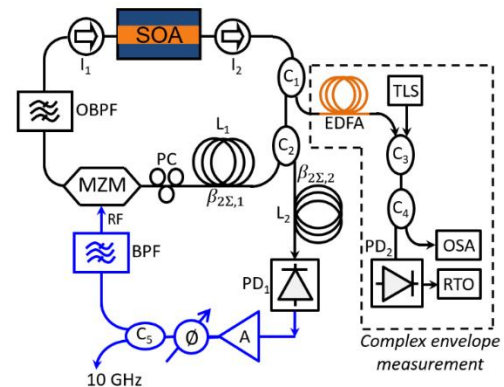 SOA
I₁
I₂
C₁
TLS
OBPF
L₁
EDFA
PC
C₂
C₃
MZM
β₂Σ,₁
β₂Σ,₂
L₂
C₄
RF
BPF
PD₂
OSA
PD₁
RTO
C₅
Ø
A
Complex envelope
measurement
10 GHz